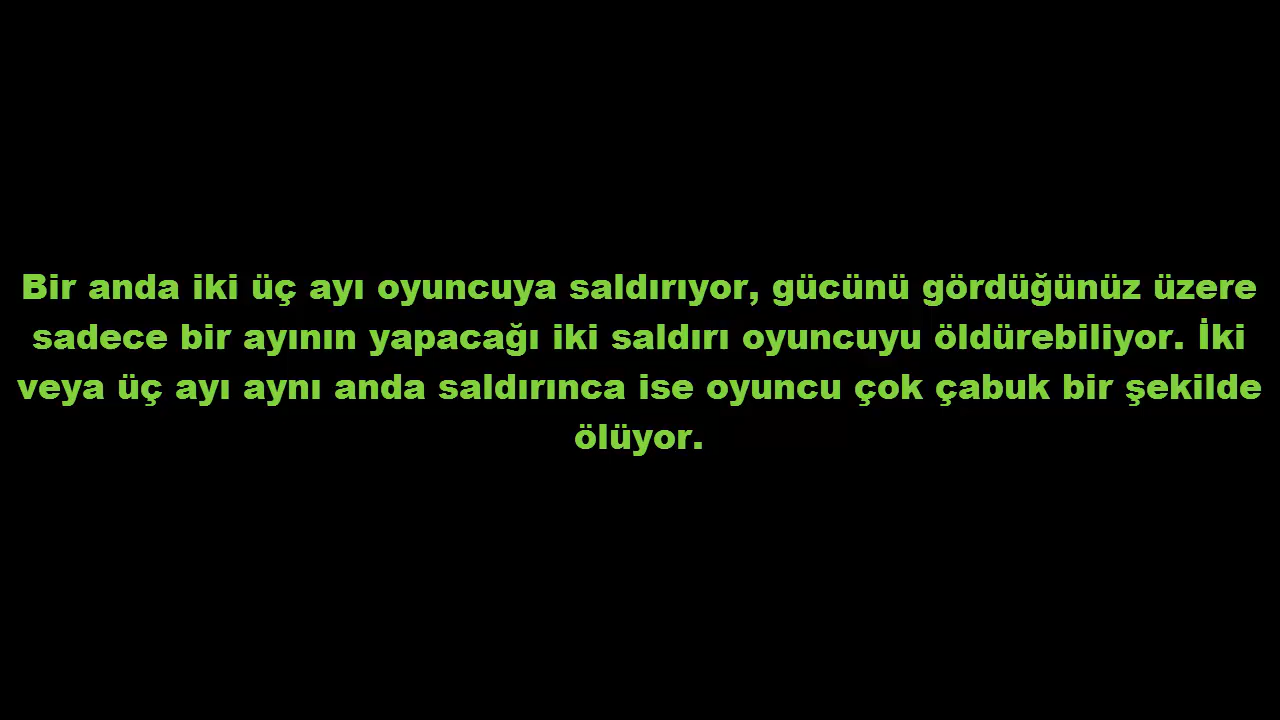 Bir anda iki üç ayı oyuncuya saldırıyor, gücünü gördüğünüz üzere
sadece bir ayının yapacağı iki saldırı oyuncuyu öldürebiliyor. İki
veya üç ayı aynı anda saldırınca ise oyuncu çok çabuk bir şekilde
ölüyor.